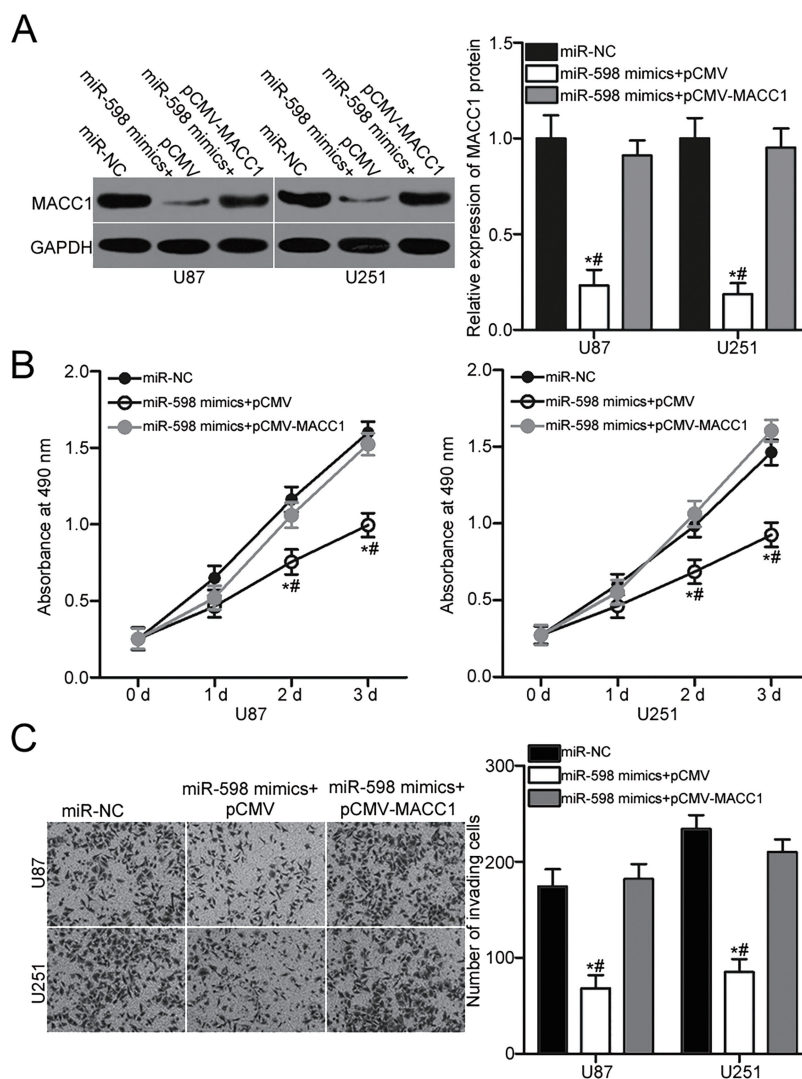 A
miR-NC
miR-598 mimics+
pCMV
miR-598 mimics+
pCMV-MACC1
miR-NC
miR-598 mimics+
pCMV
miR-598 mimics+
pCMV-MACC1
MACC1
GAPDH
U87 U251
Relative expression of MACC1 protein
1.5
1.0
0.5
0.0
miR-NC
miR-598 mimics+pCMV
miR-598 mimics+pCMV-MACC1
*# *#
U87 U251
B
Absorbance at 490 nm
2.0
1.5
1.0
0.5
0.0
miR-NC
miR-598 mimics+pCMV
miR-598 mimics+pCMV-MACC1
*# *#
0 d 1 d 2 d 3 d
U87
Absorbance at 490 nm
2.0
1.5
1.0
0.5
0.0
miR-NC
miR-598 mimics+pCMV
miR-598 mimics+pCMV-MACC1
*# *#
0 d 1 d 2 d 3 d
U251
C
miR-NC
miR-598 mimics+
pCMV
miR-598 mimics+
pCMV-MACC1
U87
U251
Number of invading cells
300
200
100
0
miR-NC
miR-598 mimics+pCMV
miR-598 mimics+pCMV-MACC1
*# *#
U87 U251